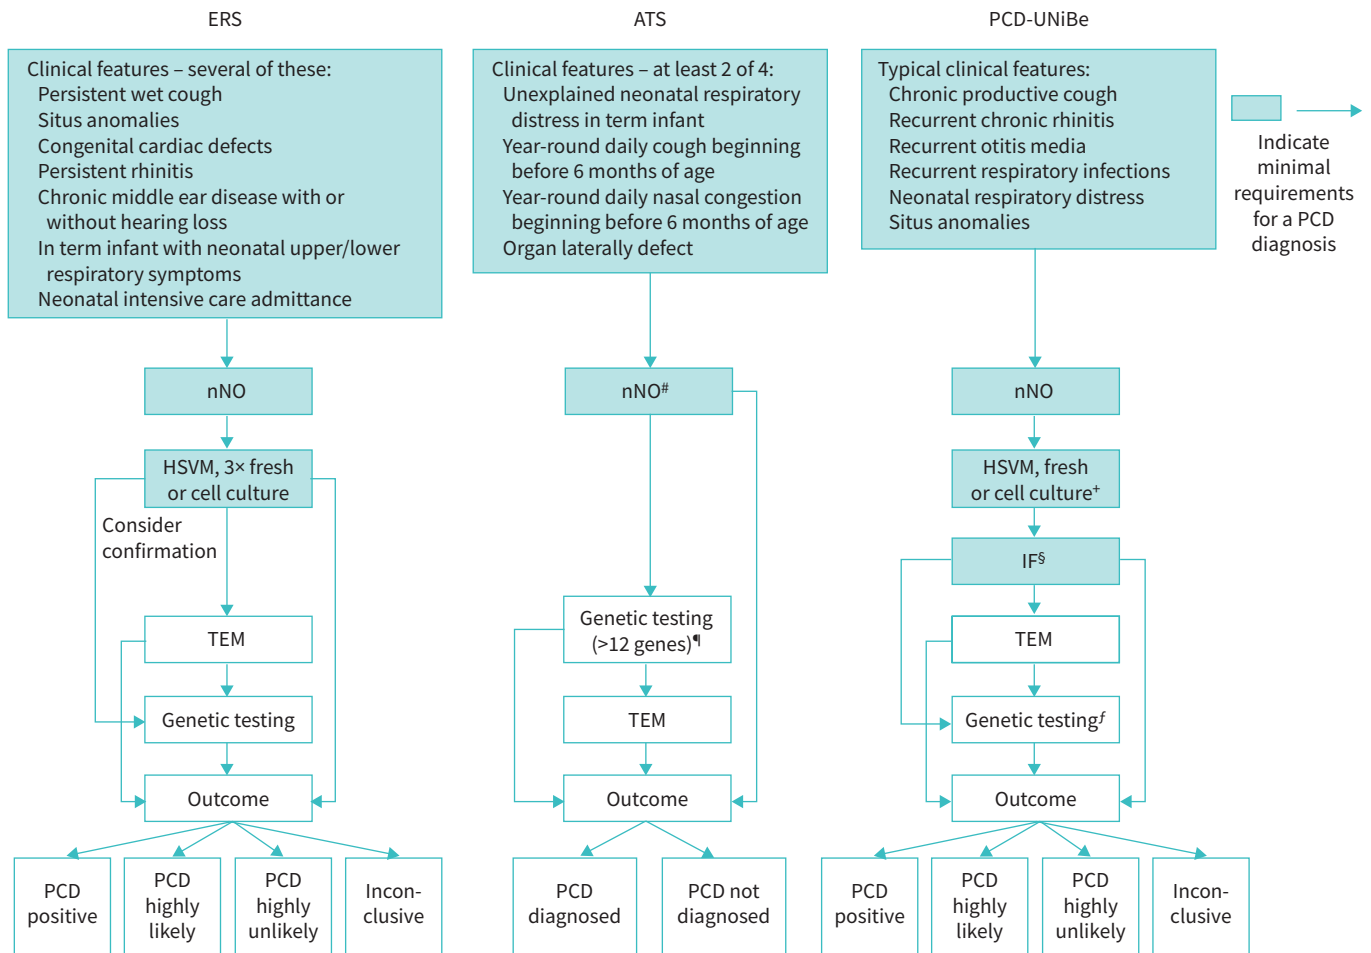 ERS
Clinical features – several of these:
Persistent wet cough
Situs anomalies
Congenital cardiac defects
Persistent rhinitis
Chronic middle ear disease with or
without hearing loss
In term infant with neonatal upper/lower
respiratory symptoms
Neonatal intensive care admittance
nNO
HSVM, 3× fresh
or cell culture
Consider
confirmation
TEM
Genetic testing
Outcome
PCD
positive
PCD
highly
likely
PCD
highly
unlikely
Incon-
clusive
ATS
Clinical features – at least 2 of 4:
Unexplained neonatal respiratory
distress in term infant
Year-round daily cough beginning
before 6 months of age
Year-round daily nasal congestion
beginning before 6 months of age
Organ laterally defect
nNO#
Genetic testing
(>12 genes)¶
TEM
Outcome
PCD
diagnosed
PCD not
diagnosed
PCD-UNiBe
Typical clinical features:
Chronic productive cough
Recurrent chronic rhinitis
Recurrent otitis media
Recurrent respiratory infections
Neonatal respiratory distress
Situs anomalies
nNO
HSVM, fresh
or cell culture+
IF§
TEM
Genetic testingƒ
Outcome
PCD
positive
PCD
highly
likely
PCD
highly
unlikely
Incon-
clusive
Indicate
minimal
requirements
for a PCD
diagnosis